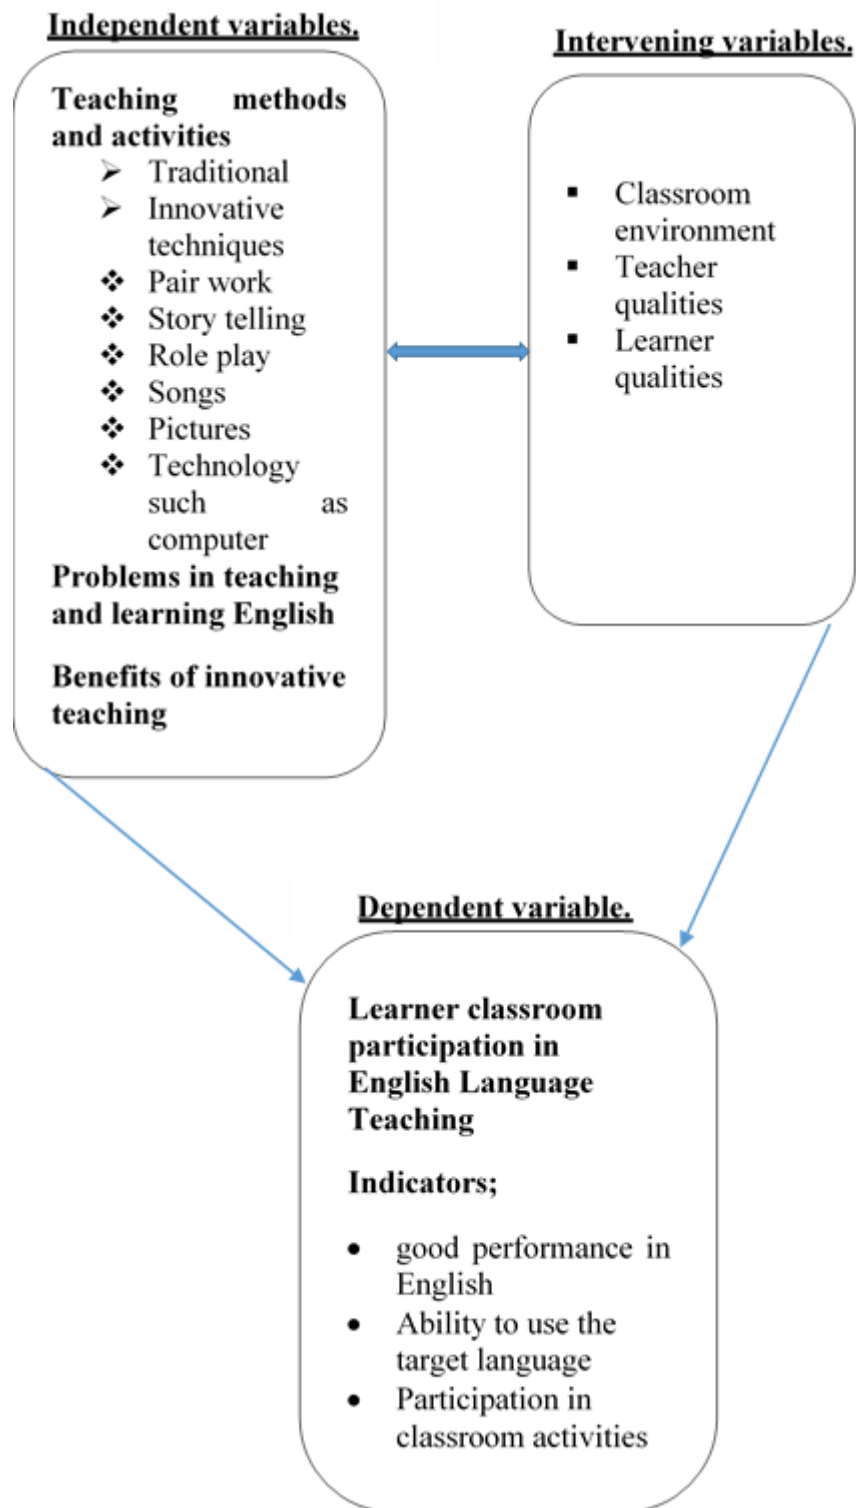 Independent variables.
Teaching methods
and activities
➢ Traditional
➢ Innovative
techniques
❖ Pair work
❖ Story telling
❖ Role play
❖ Songs
❖ Pictures
❖ Technology
such as
computer
Problems in teaching
and learning English
Benefits of innovative
teaching
Intervening variables.
▪ Classroom
environment
▪ Teacher
qualities
▪ Learner
qualities
Dependent variable.
Learner classroom
participation in
English Language
Teaching
Indicators;
• good performance in
English
• Ability to use the
target language
• Participation in
classroom activities